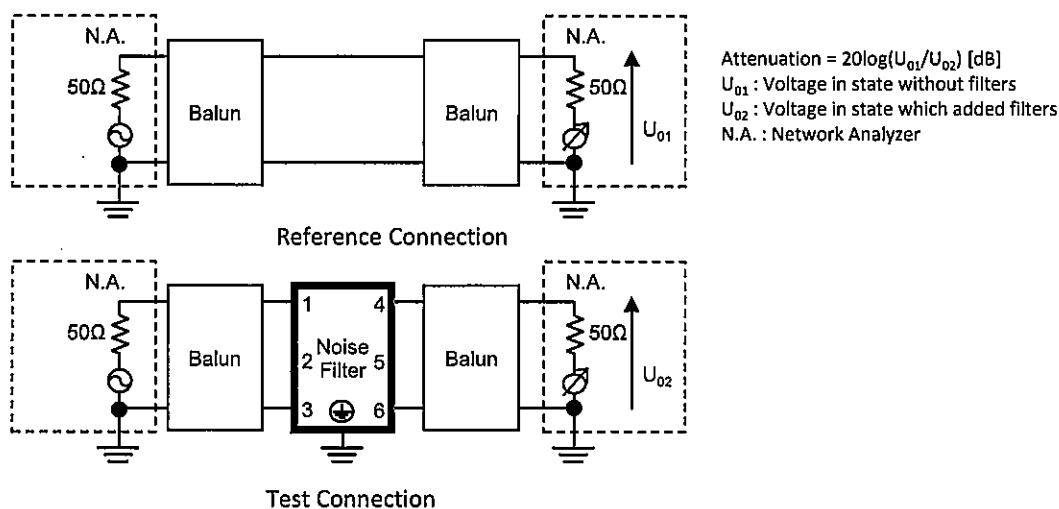 N.A.
50Ω
Balun
Balun
N.A.
50Ω
U₀₁
Attenuation = 20log(U₀₁/U₀₂) [dB]
U₀₁ : Voltage in state without filters
U₀₂ : Voltage in state which added filters
N.A. : Network Analyzer
Reference Connection
N.A.
50Ω
Balun
1 4
2 Noise Filter 5
3 6
Balun
N.A.
50Ω
U₀₂
Test Connection